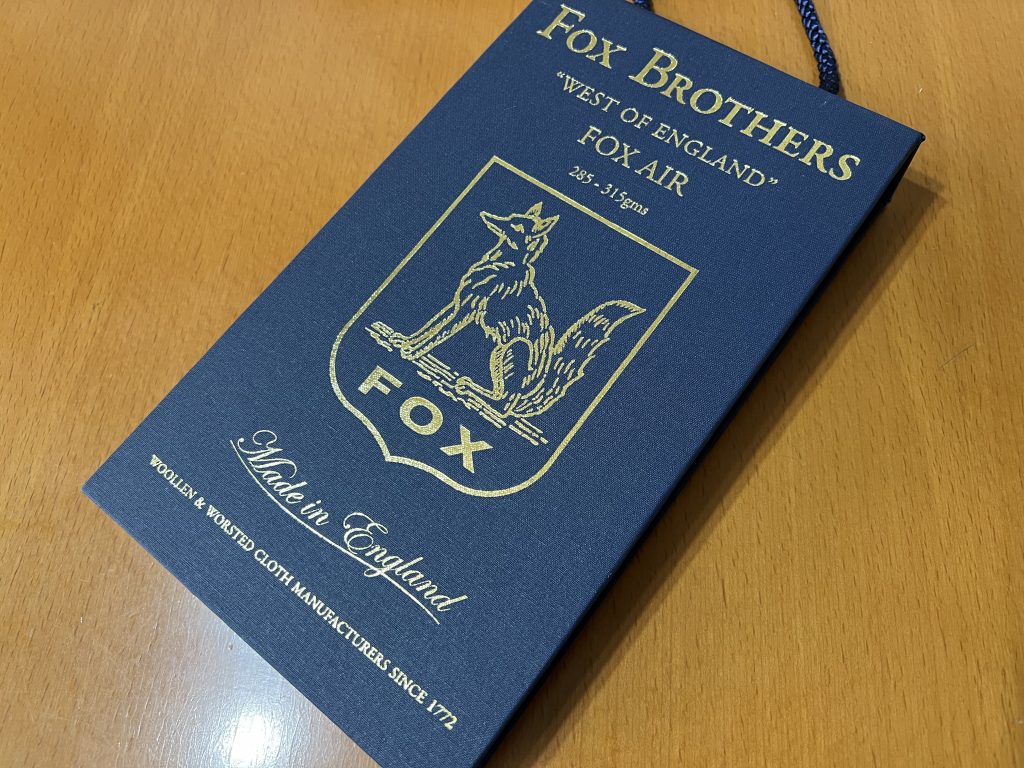 FOX BROTHERS
"WEST OF ENGLAND"
FOX AIR
285 - 315gms
FOX
Made in England
WOOLLEN & WORSTED CLOTH MANUFACTURERS SINCE 1772